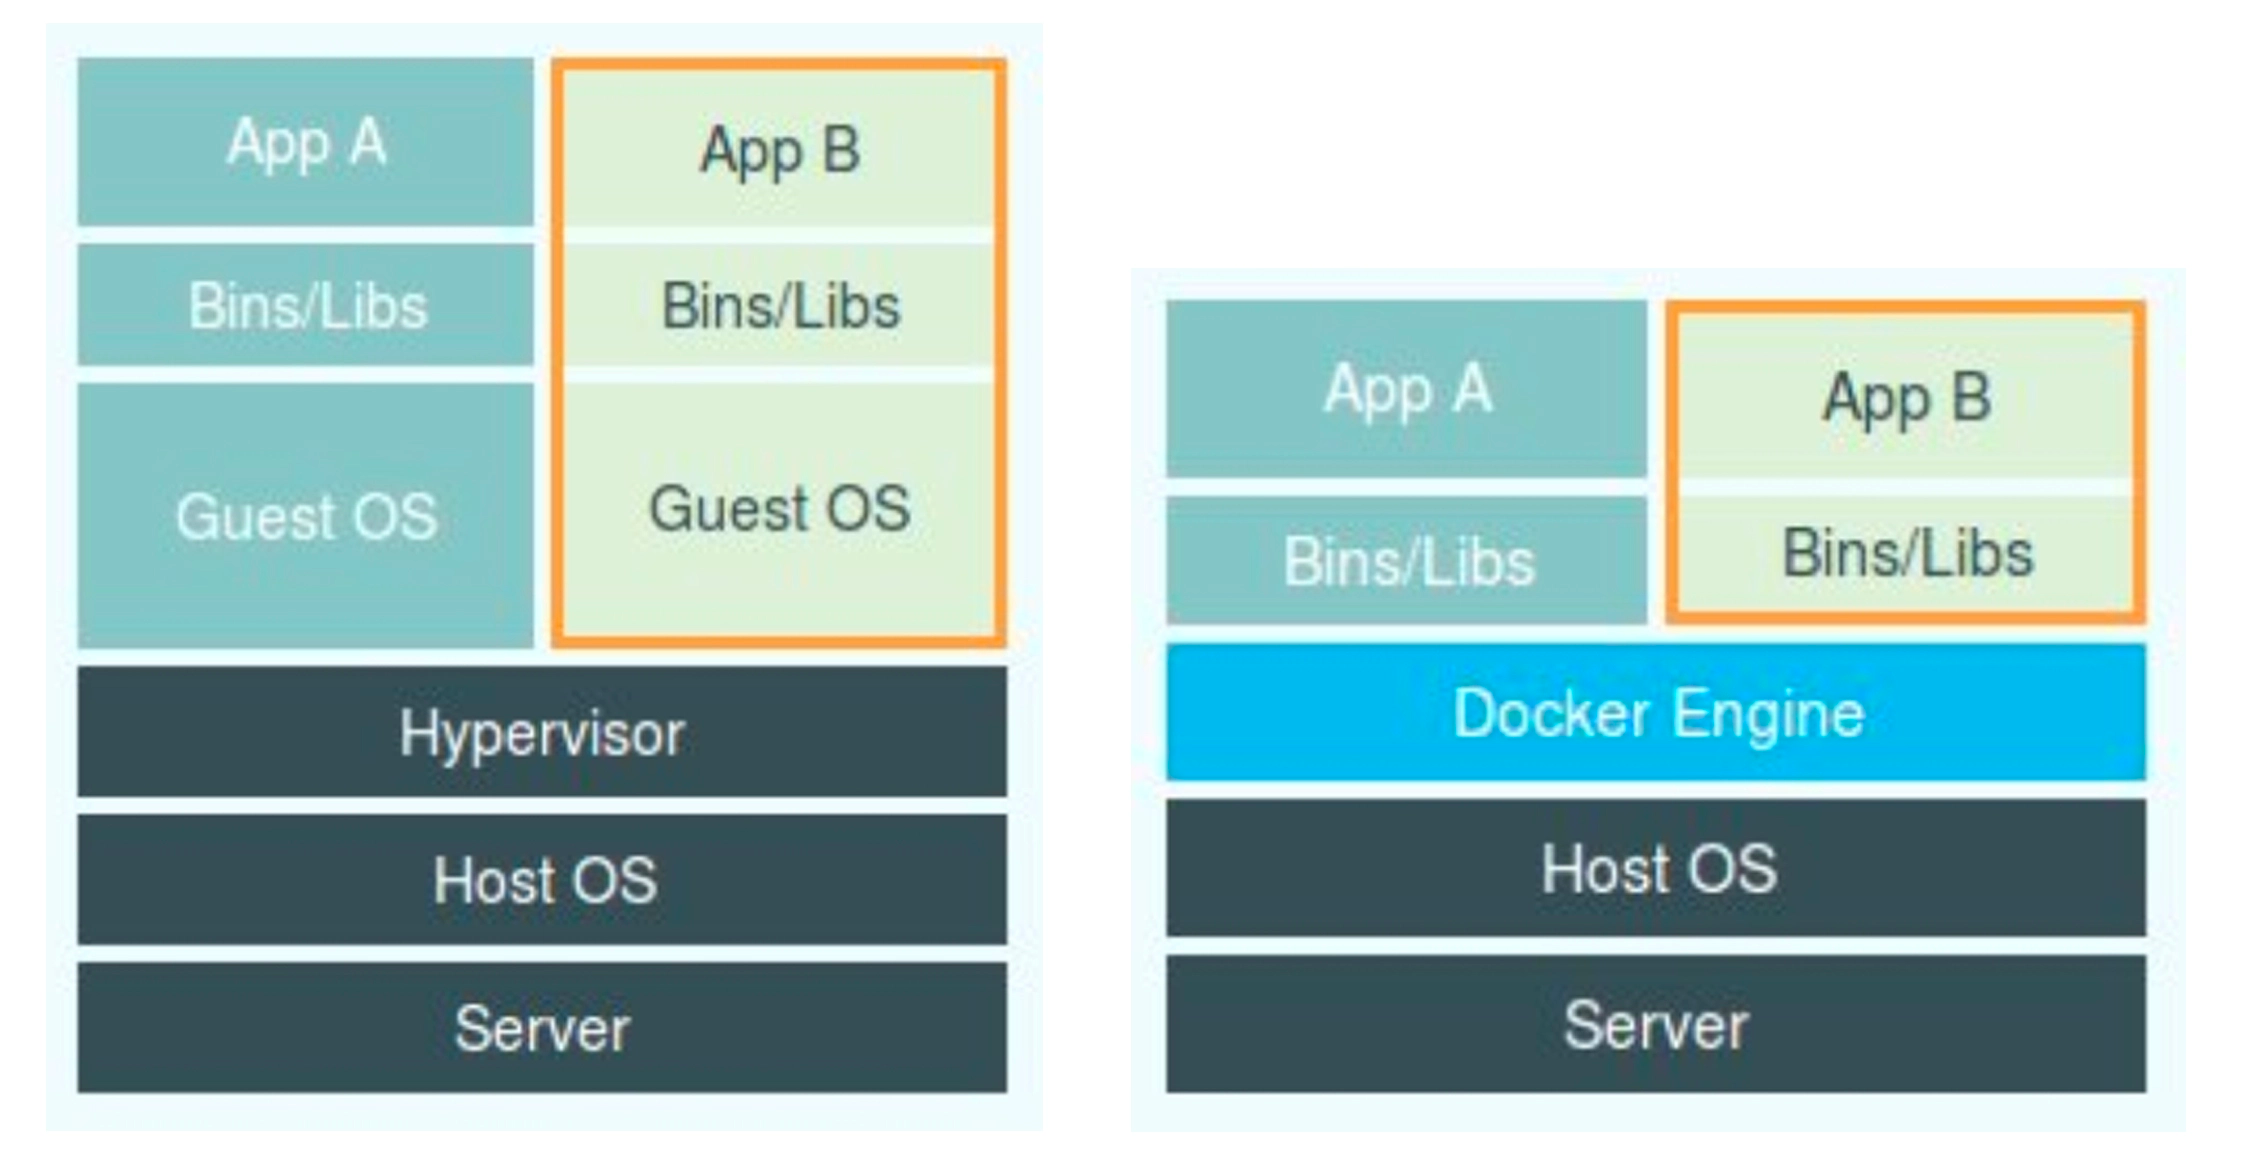 App A
App B
Bins/Libs
Bins/Libs
Guest OS
Guest OS
Hypervisor
Host OS
Server
App A
App B
Bins/Libs
Bins/Libs
Docker Engine
Host OS
Server